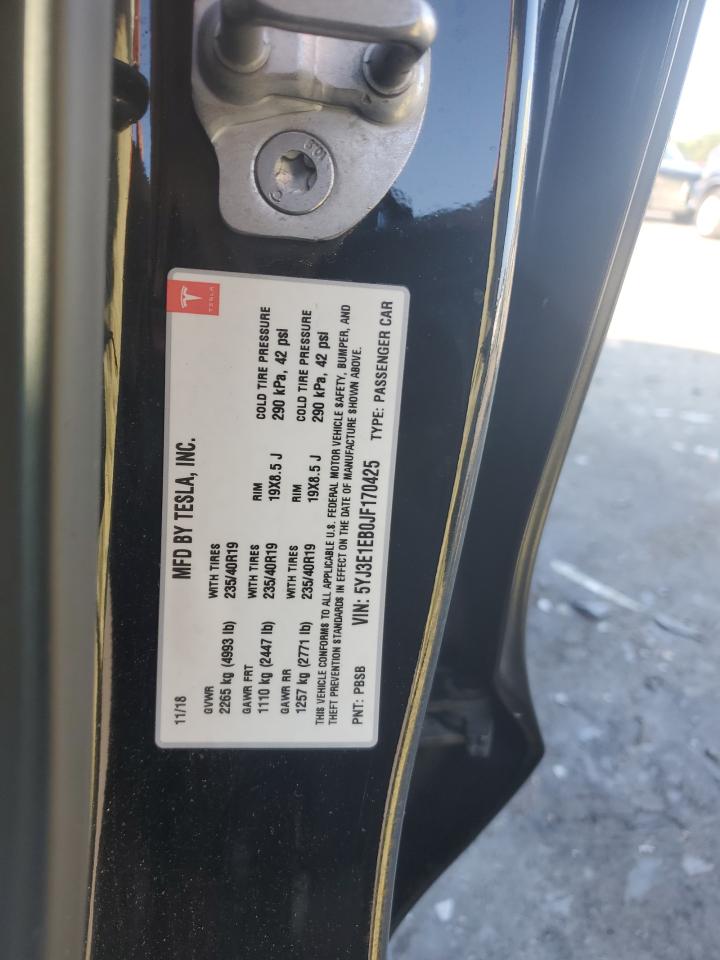 TESLA
MFD BY TESLA, INC.
11/18
GVWR WITH TIRES RIM COLD TIRE PRESSURE
2265 kg (4993 lb) 235/40R19
GAWR FRT
1110 kg (2447 lb) 235/40R19 19X8.5 J 290 kPa, 42 psi
GAWR RR WITH TIRES RIM COLD TIRE PRESSURE
1257 kg (2771 lb) 235/40R19 19X8.5 J 290 kPa, 42 psi
THIS VEHICLE CONFORMS TO ALL APPLICABLE U.S. FEDERAL MOTOR VEHICLE SAFETY, BUMPER, AND
THEFT PREVENTION STANDARDS IN EFFECT ON THE DATE OF MANUFACTURE SHOWN ABOVE.
PNT: PBSB VIN: 5YJ3E1EB0JF170425 TYPE: PASSENGER CAR
10.9